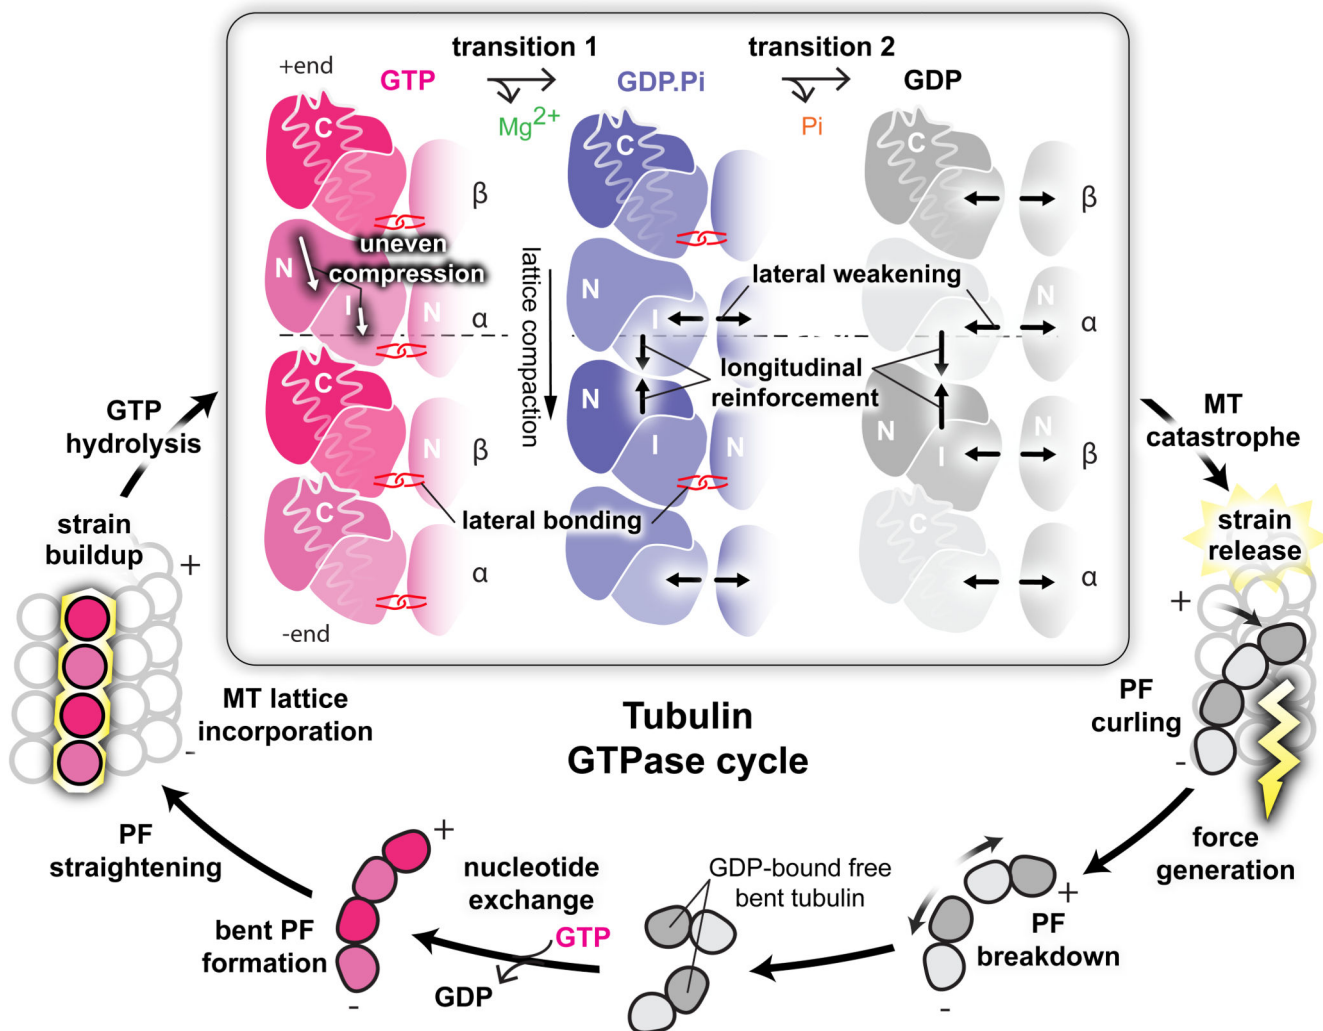 transition 1
transition 2
+end
GTP
GDP.Pi
GDP
Mg2+
Pi
C
C
C
β
β
uneven
compression
N
I
N
α
lattice compaction
N
I
lateral weakening
N
α
C
N
longitudinal
reinforcement
N
I
N
β
N
I
N
β
C
lateral bonding
C
α
α
-end
GTP
hydrolysis
MT
catastrophe
strain
buildup
+
-
strain
release
+
-
MT lattice
incorporation
PF
curling
Tubulin
GTPase cycle
PF
straightening
force
generation
bent PF
formation
+
-
nucleotide
exchange
GTP
GDP
GDP-bound free
bent tubulin
+
-
PF
breakdown